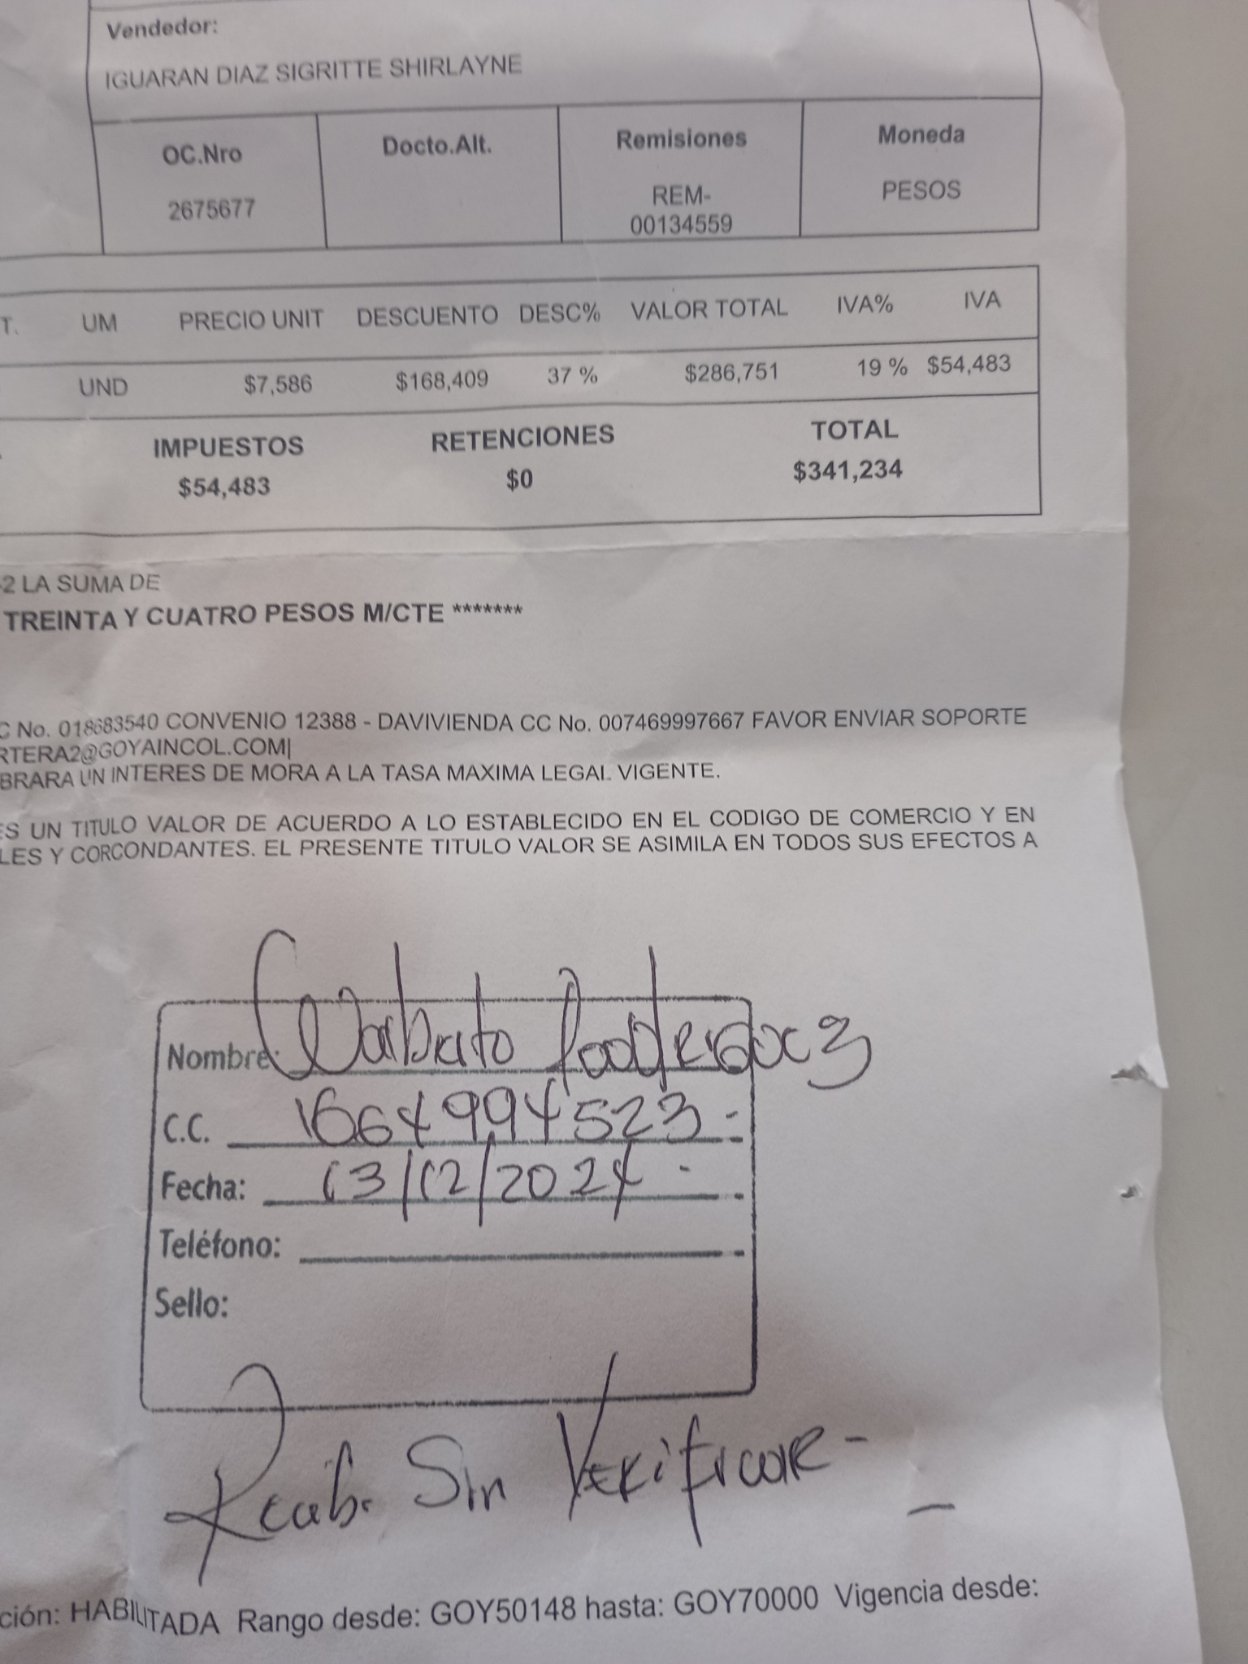 Vendedor:
IGUARAN DIAZ SIGRITTE SHIRLAYNE
OC.Nro Docto.Alt. Remisiones Moneda
2675677 REM-00134559 PESOS
T. UM PRECIO UNIT DESCUENTO DESC% VALOR TOTAL IVA% IVA
UND $7,586 $168,409 37 % $286,751 19 % $54,483
IMPUESTOS RETENCIONES TOTAL
$54,483 $0 $341,234
-2 LA SUMA DE
TREINTA Y CUATRO PESOS M/CTE *******
C No. 018683540 CONVENIO 12388 - DAVIVIENDA CC No. 007469997667 FAVOR ENVIAR SOPORTE
RTERA2@GOYAINCOL.COM|
BRARA UN INTERES DE MORA A LA TASA MAXIMA LEGAL VIGENTE.
ES UN TITULO VALOR DE ACUERDO A LO ESTABLECIDO EN EL CODIGO DE COMERCIO Y EN
LES Y CORCONDANTES. EL PRESENTE TITULO VALOR SE ASIMILA EN TODOS SUS EFECTOS A
Nombre:
C.C. 1664994523-
Fecha: 13/12/2024.
Teléfono:
Sello:
Recibo Sin Verificar -
ción: HABILITADA Rango desde: GOY50148 hasta: GOY70000 Vigencia desde: